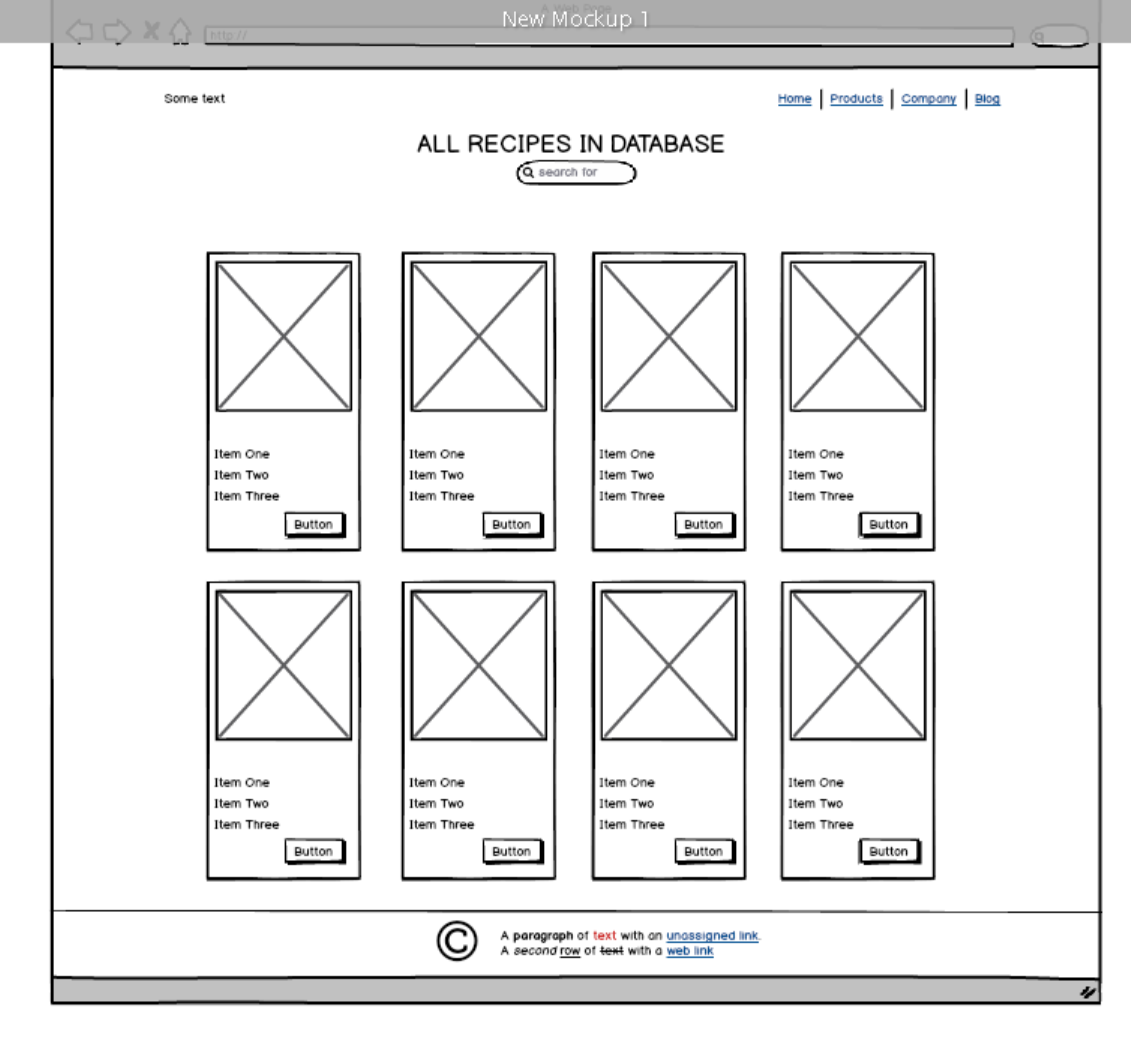 New Mockup 1
A Web Page
http://
Some text
Home | Products | Company | Blog
ALL RECIPES IN DATABASE
search for
Item One Item One Item One Item One
Item Two Item Two Item Two Item Two
Item Three Item Three Item Three Item Three
Button Button Button Button
Item One Item One Item One Item One
Item Two Item Two Item Two Item Two
Item Three Item Three Item Three Item Three
Button Button Button Button
© A paragraph of text with an unassigned link.
A second row of text with a web link